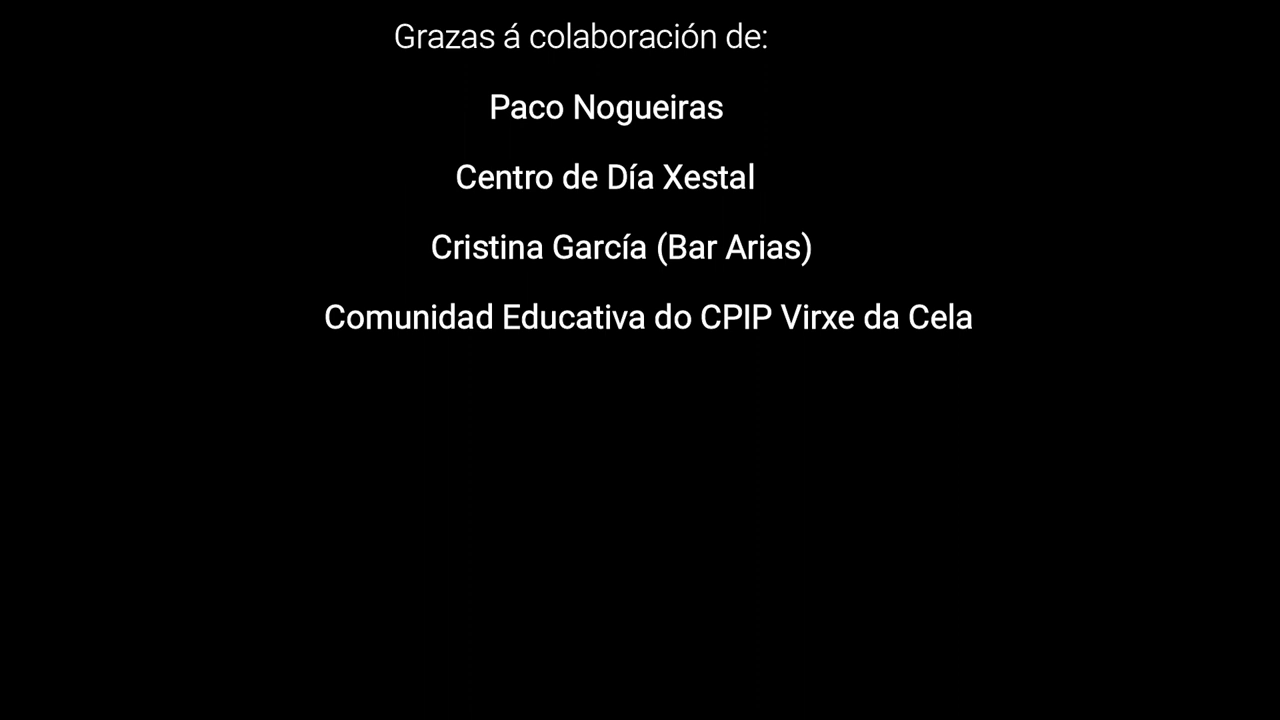 Grazas á colaboración de:
Paco Nogueiras
Centro de Día Xestal
Cristina García (Bar Arias)
Comunidad Educativa do CPIP Virxe da Cela